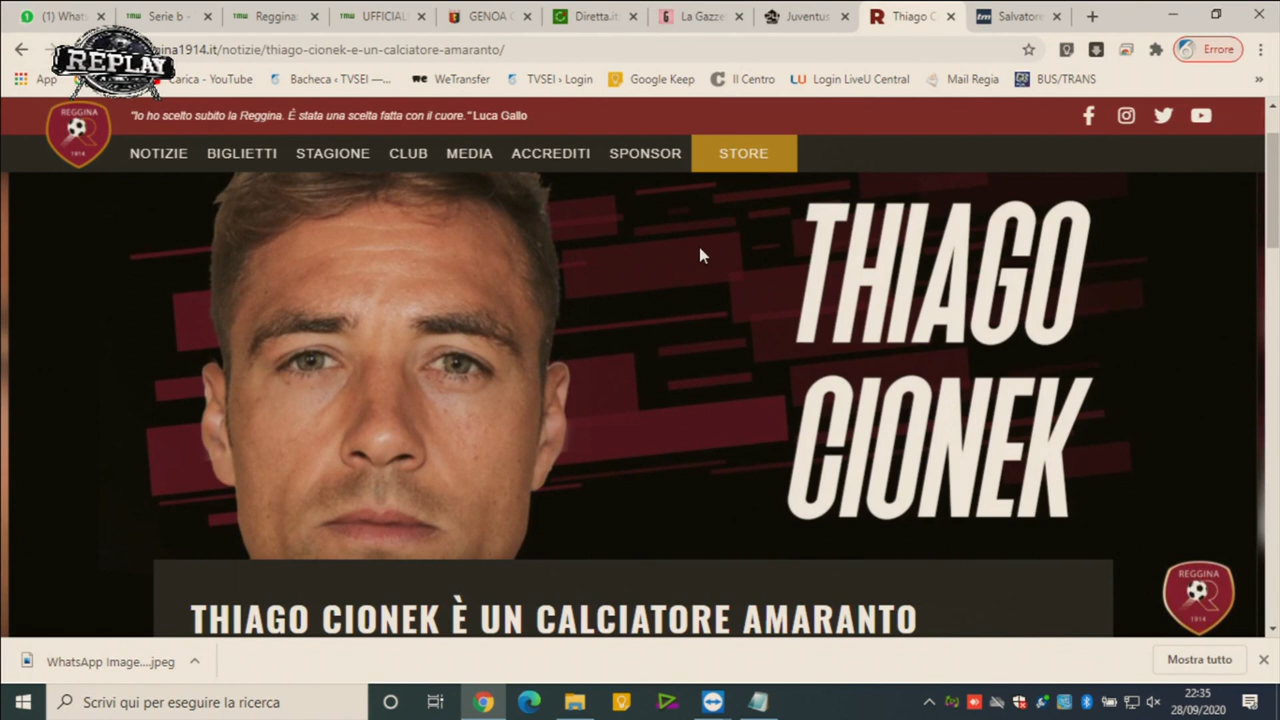 (1) Whats
Serie b -
Reggina:
UFFICIAL
GENOA C
Diretta.it:
La Gazze
Juventus
Thiago C
Salvatore
REPLAY
gina1914.it/notizie/thiago-cionek-e-un-calciatore-amaranto/
Errore
App
Carica - YouTube
Bacheca ‹ TVSEI —...
WeTransfer
TVSEI › Login
Google Keep
Il Centro
LU Login LiveU Central
Mail Regia
BUS/TRANS
REGGINA
1914
"Io ho scelto subito la Reggina. È stata una scelta fatta con il cuore." Luca Gallo
NOTIZIE BIGLIETTI STAGIONE CLUB MEDIA ACCREDITI SPONSOR STORE
THIAGO
CIONEK
REGGINA
1914
THIAGO CIONEK È UN CALCIATORE AMARANTO
WhatsApp Image....jpeg
Mostra tutto
Scrivi qui per eseguire la ricerca
22:35
28/09/2020